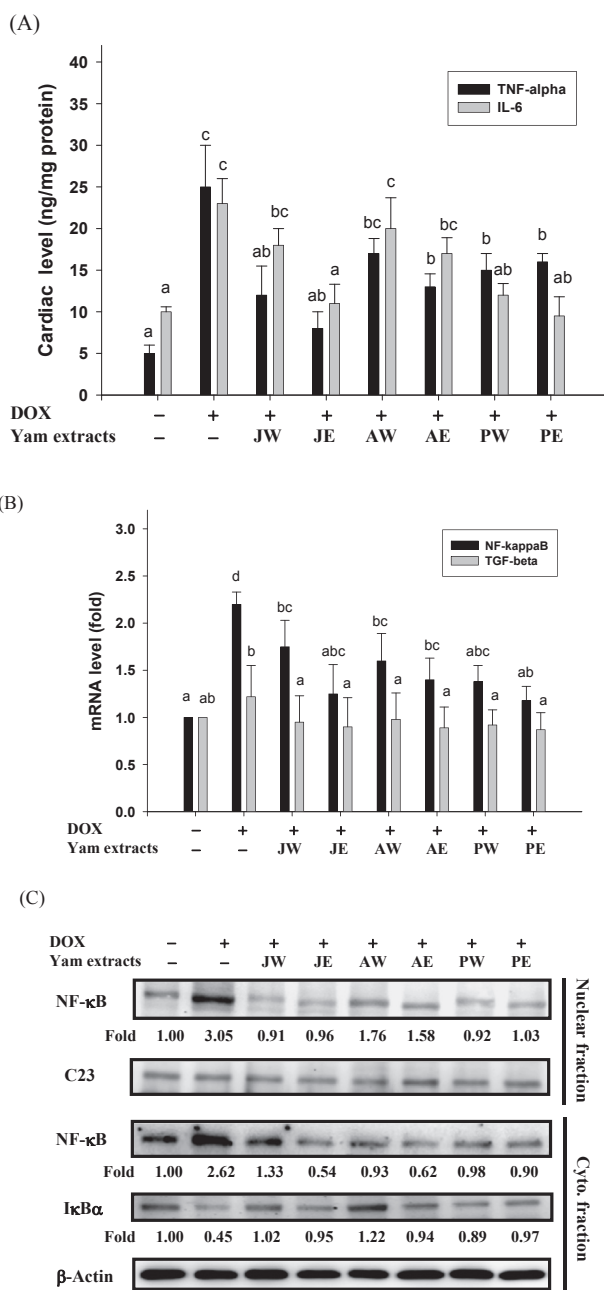 (A)
TNF-alpha
IL-6
Cardiac level (ng/mg protein)
40
35
30
25
20
15
10
5
0
a a c c ab bc ab a bc c b bc b ab b ab
DOX – + + + + + + +
Yam extracts – – JW JE AW AE PW PE
(B)
NF-kappaB
TGF-beta
mRNA level (fold)
3.0
2.5
2.0
1.5
1.0
0.5
0.0
a ab d b bc a abc a bc a bc a abc a ab a
DOX – + + + + + + +
Yam extracts – – JW JE AW AE PW PE
(C)
DOX – + + + + + + +
Yam extracts – – JW JE AW AE PW PE
NF-κB
Fold 1.00 3.05 0.91 0.96 1.76 1.58 0.92 1.03
C23
Nuclear fraction
NF-κB
Fold 1.00 2.62 1.33 0.54 0.93 0.62 0.98 0.90
IκBα
Fold 1.00 0.45 1.02 0.95 1.22 0.94 0.89 0.97
β-Actin
Cyto. fraction